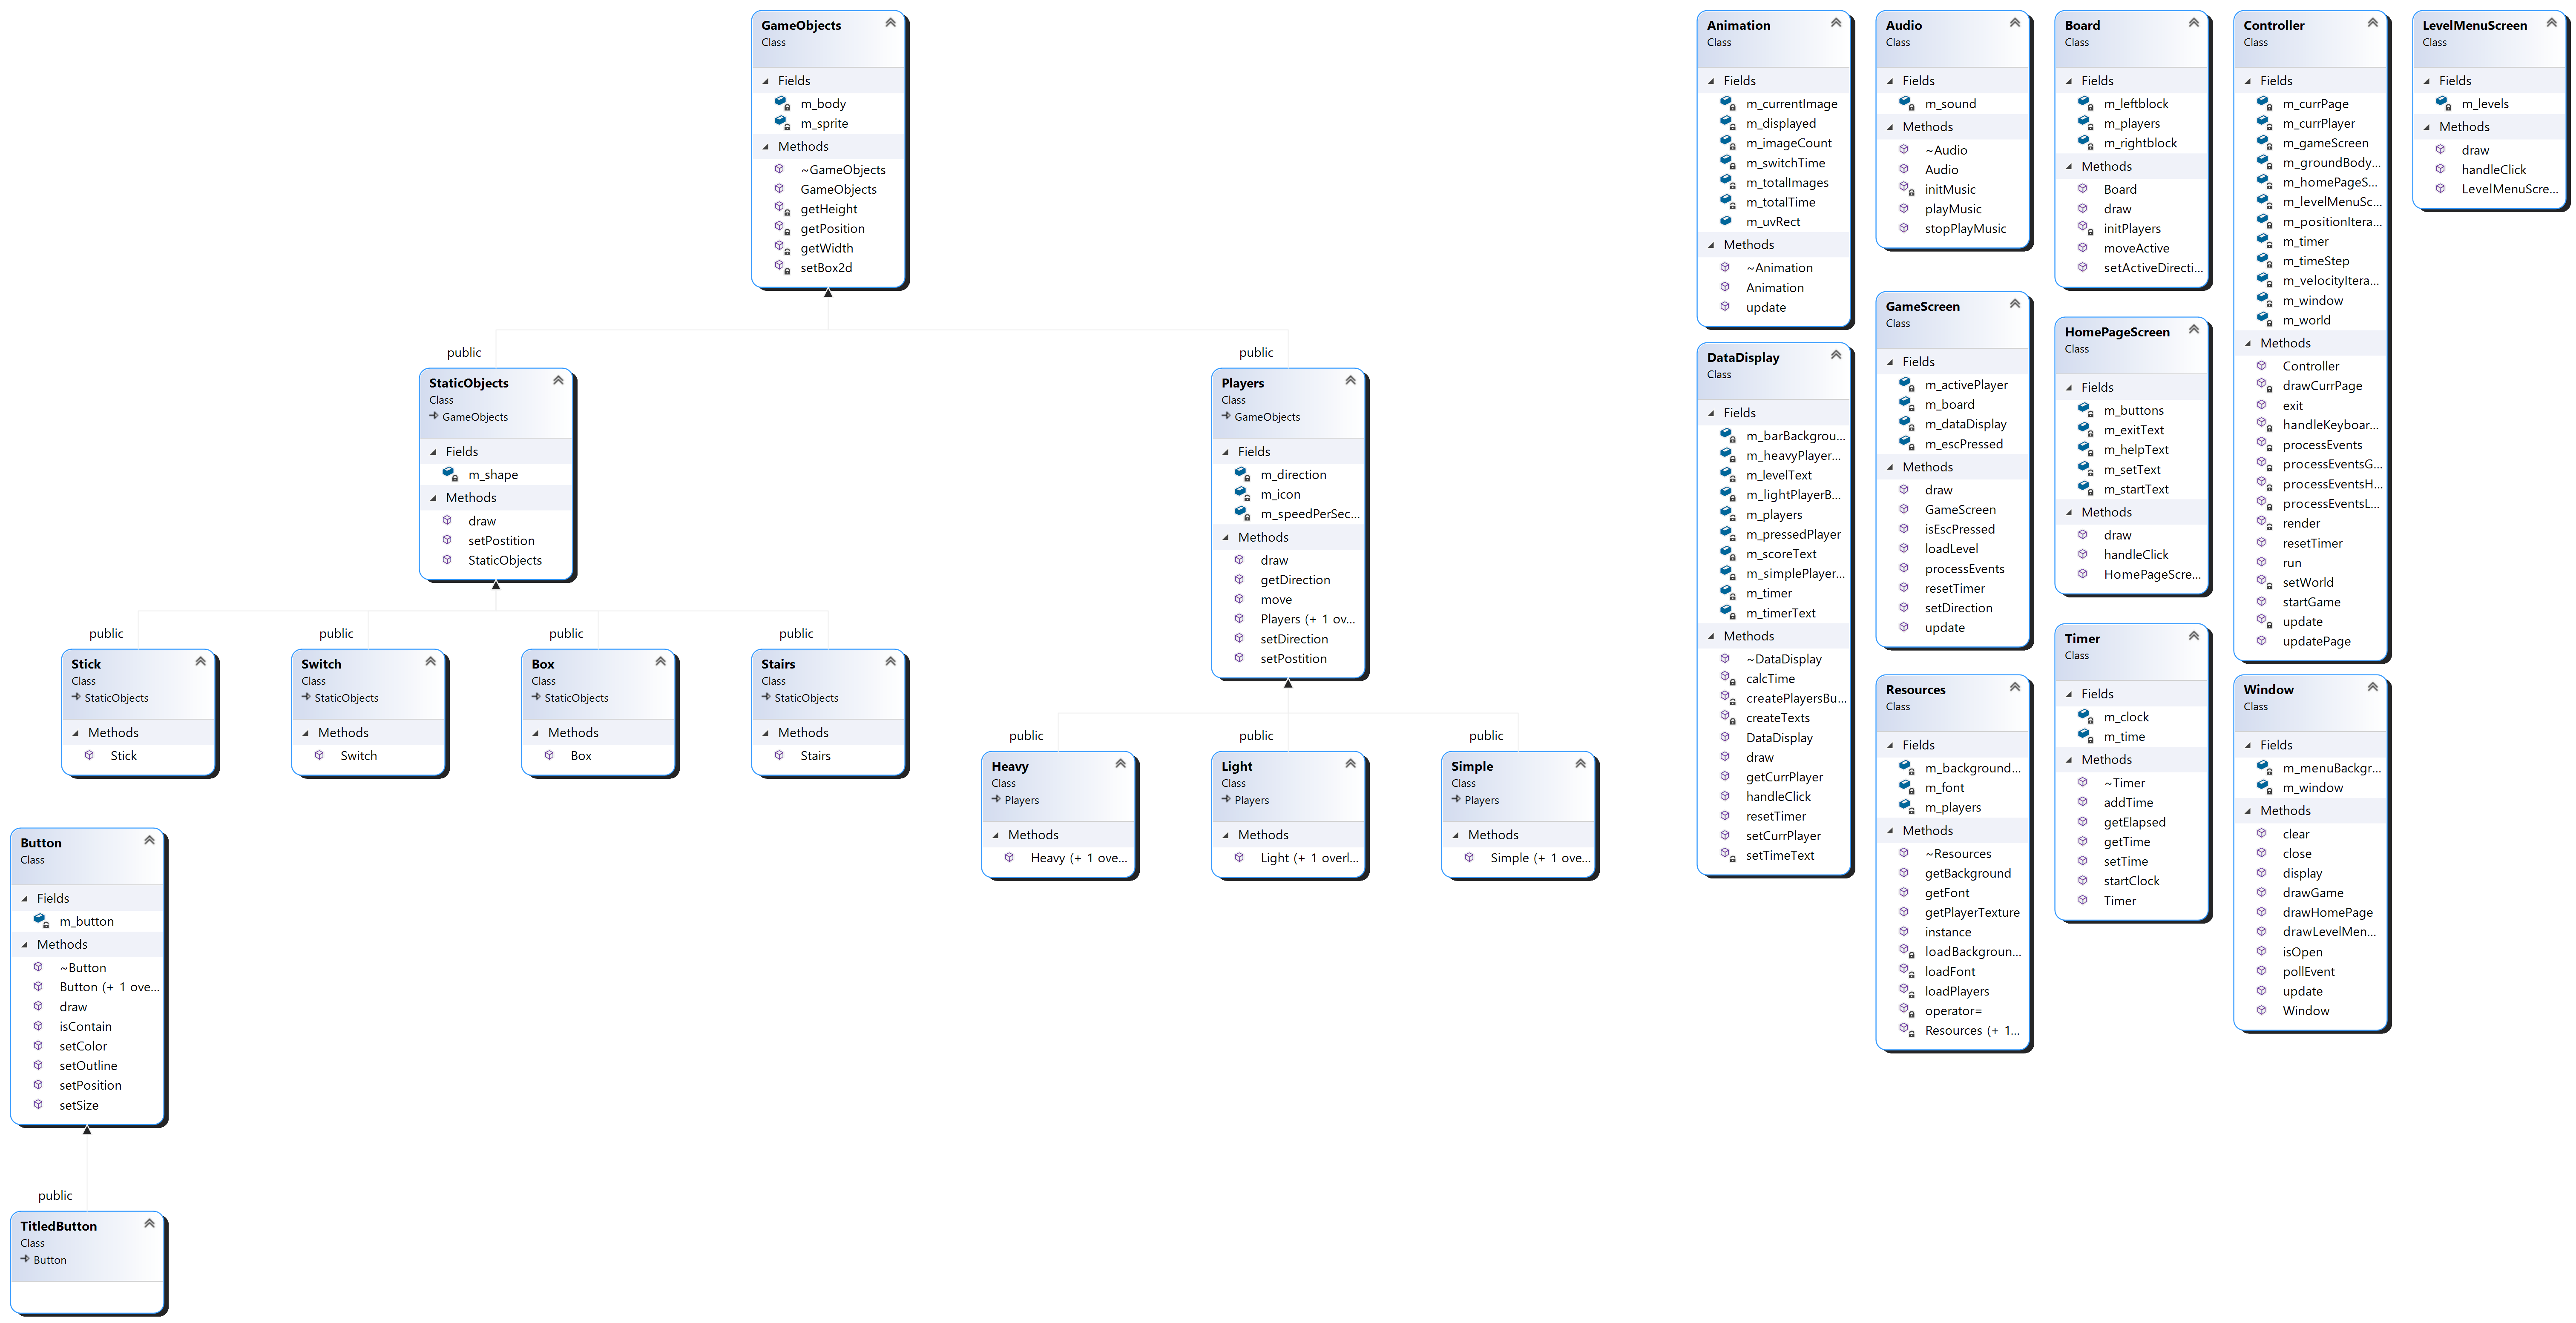 GameObjects
Class
Fields
m_body
m_sprite
Methods
~GameObjects
GameObjects
getHeight
getPosition
getWidth
setBox2d
public
public
StaticObjects
Class
GameObjects
Fields
m_shape
Methods
draw
setPostition
StaticObjects
Players
Class
GameObjects
Fields
m_direction
m_icon
m_speedPerSec...
Methods
draw
getDirection
move
Players (+ 1 ov...
setDirection
setPostition
public
public
public
public
Stick
Class
StaticObjects
Methods
Stick
Switch
Class
StaticObjects
Methods
Switch
Box
Class
StaticObjects
Methods
Box
Stairs
Class
StaticObjects
Methods
Stairs
public
public
public
Heavy
Class
Players
Methods
Heavy (+ 1 ove...
Light
Class
Players
Methods
Light (+ 1 overl...
Simple
Class
Players
Methods
Simple (+ 1 ove...
Button
Class
Fields
m_button
Methods
~Button
Button (+ 1 ove...
draw
isContain
setColor
setOutline
setPosition
setSize
public
TitledButton
Class
Button
Animation
Class
Fields
m_currentImage
m_displayed
m_imageCount
m_switchTime
m_totalImages
m_totalTime
m_uvRect
Methods
~Animation
Animation
update
DataDisplay
Class
Fields
m_barBackgrou...
m_heavyPlayer...
m_levelText
m_lightPlayerB...
m_players
m_pressedPlayer
m_scoreText
m_simplePlayer...
m_timer
m_timerText
Methods
~DataDisplay
calcTime
createPlayersBu...
createTexts
DataDisplay
draw
getCurrPlayer
handleClick
resetTimer
setCurrPlayer
setTimeText
Audio
Class
Fields
m_sound
Methods
~Audio
Audio
initMusic
playMusic
stopPlayMusic
GameScreen
Class
Fields
m_activePlayer
m_board
m_dataDisplay
m_escPressed
Methods
draw
GameScreen
isEscPressed
loadLevel
processEvents
resetTimer
setDirection
update
Resources
Class
Fields
m_background...
m_font
m_players
Methods
~Resources
getBackground
getFont
getPlayerTexture
instance
loadBackgroun...
loadFont
loadPlayers
operator=
Resources (+ 1...
Board
Class
Fields
m_leftblock
m_players
m_rightblock
Methods
Board
draw
initPlayers
moveActive
setActiveDirecti...
HomePageScreen
Class
Fields
m_buttons
m_exitText
m_helpText
m_setText
m_startText
Methods
draw
handleClick
HomePageScre...
Timer
Class
Fields
m_clock
m_time
Methods
~Timer
addTime
getElapsed
getTime
setTime
startClock
Timer
Controller
Class
Fields
m_currPage
m_currPlayer
m_gameScreen
m_groundBody...
m_homePageS...
m_levelMenuSc...
m_positionItera...
m_timer
m_timeStep
m_velocityItera...
m_window
m_world
Methods
Controller
drawCurrPage
exit
handleKeyboar...
processEvents
processEventsG...
processEventsH...
processEventsL...
render
resetTimer
run
setWorld
startGame
update
updatePage
Window
Class
Fields
m_menuBackgr...
m_window
Methods
clear
close
display
drawGame
drawHomePage
drawLevelMen...
isOpen
pollEvent
update
Window
LevelMenuScreen
Class
Fields
m_levels
Methods
draw
handleClick
LevelMenuScre...